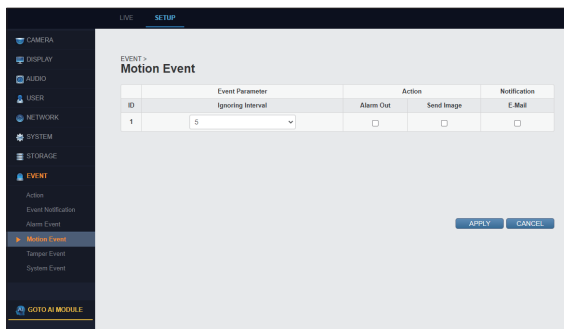 LIVE SETUP
CAMERA
DISPLAY
AUDIO
USER
NETWORK
SYSTEM
STORAGE
EVENT
Action
Event Notification
Alarm Event
Motion Event
Tamper Event
System Event
GOTO AI MODULE
EVENT >
Motion Event
Event Parameter Action Notification
ID Ignoring Interval Alarm Out Send Image E-Mail
1 5
APPLY CANCEL